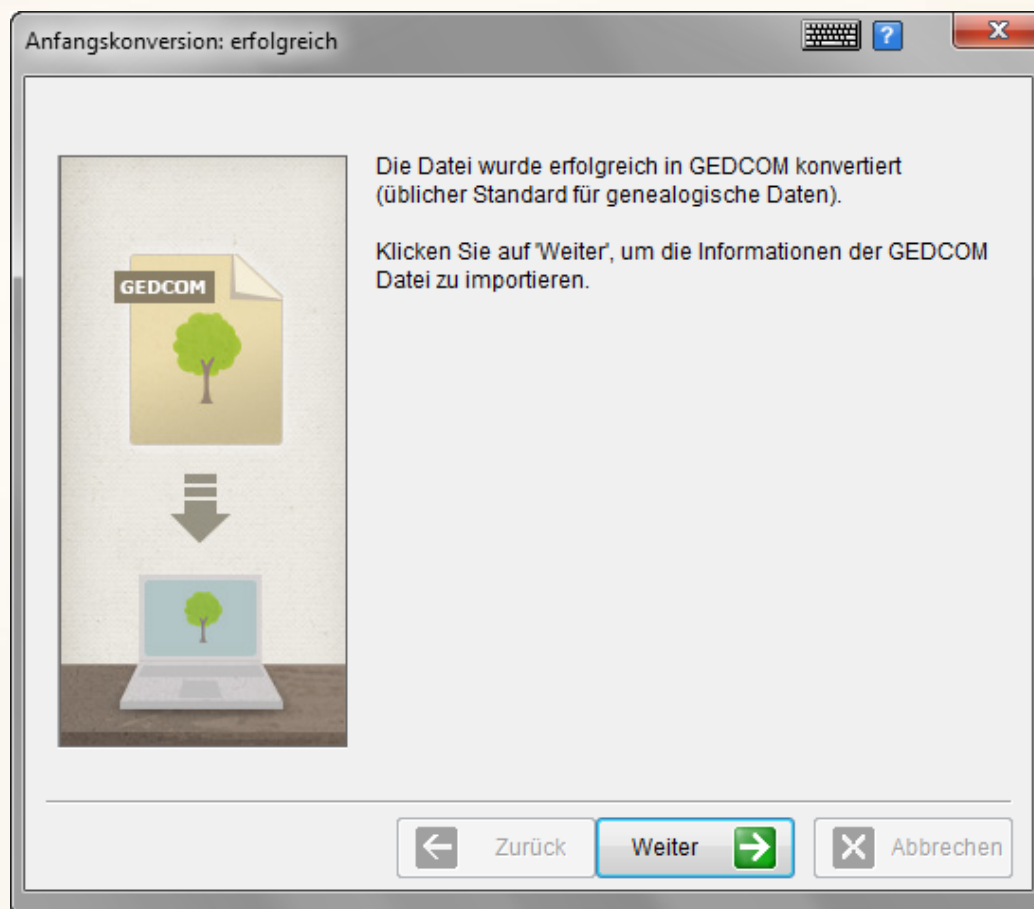 Anfangskonversion: erfolgreich
?
Die Datei wurde erfolgreich in GEDCOM konvertiert
(üblicher Standard für genealogische Daten).
Klicken Sie auf 'Weiter', um die Informationen der GEDCOM
Datei zu importieren.
GEDCOM
Zurück
Weiter
Abbrechen